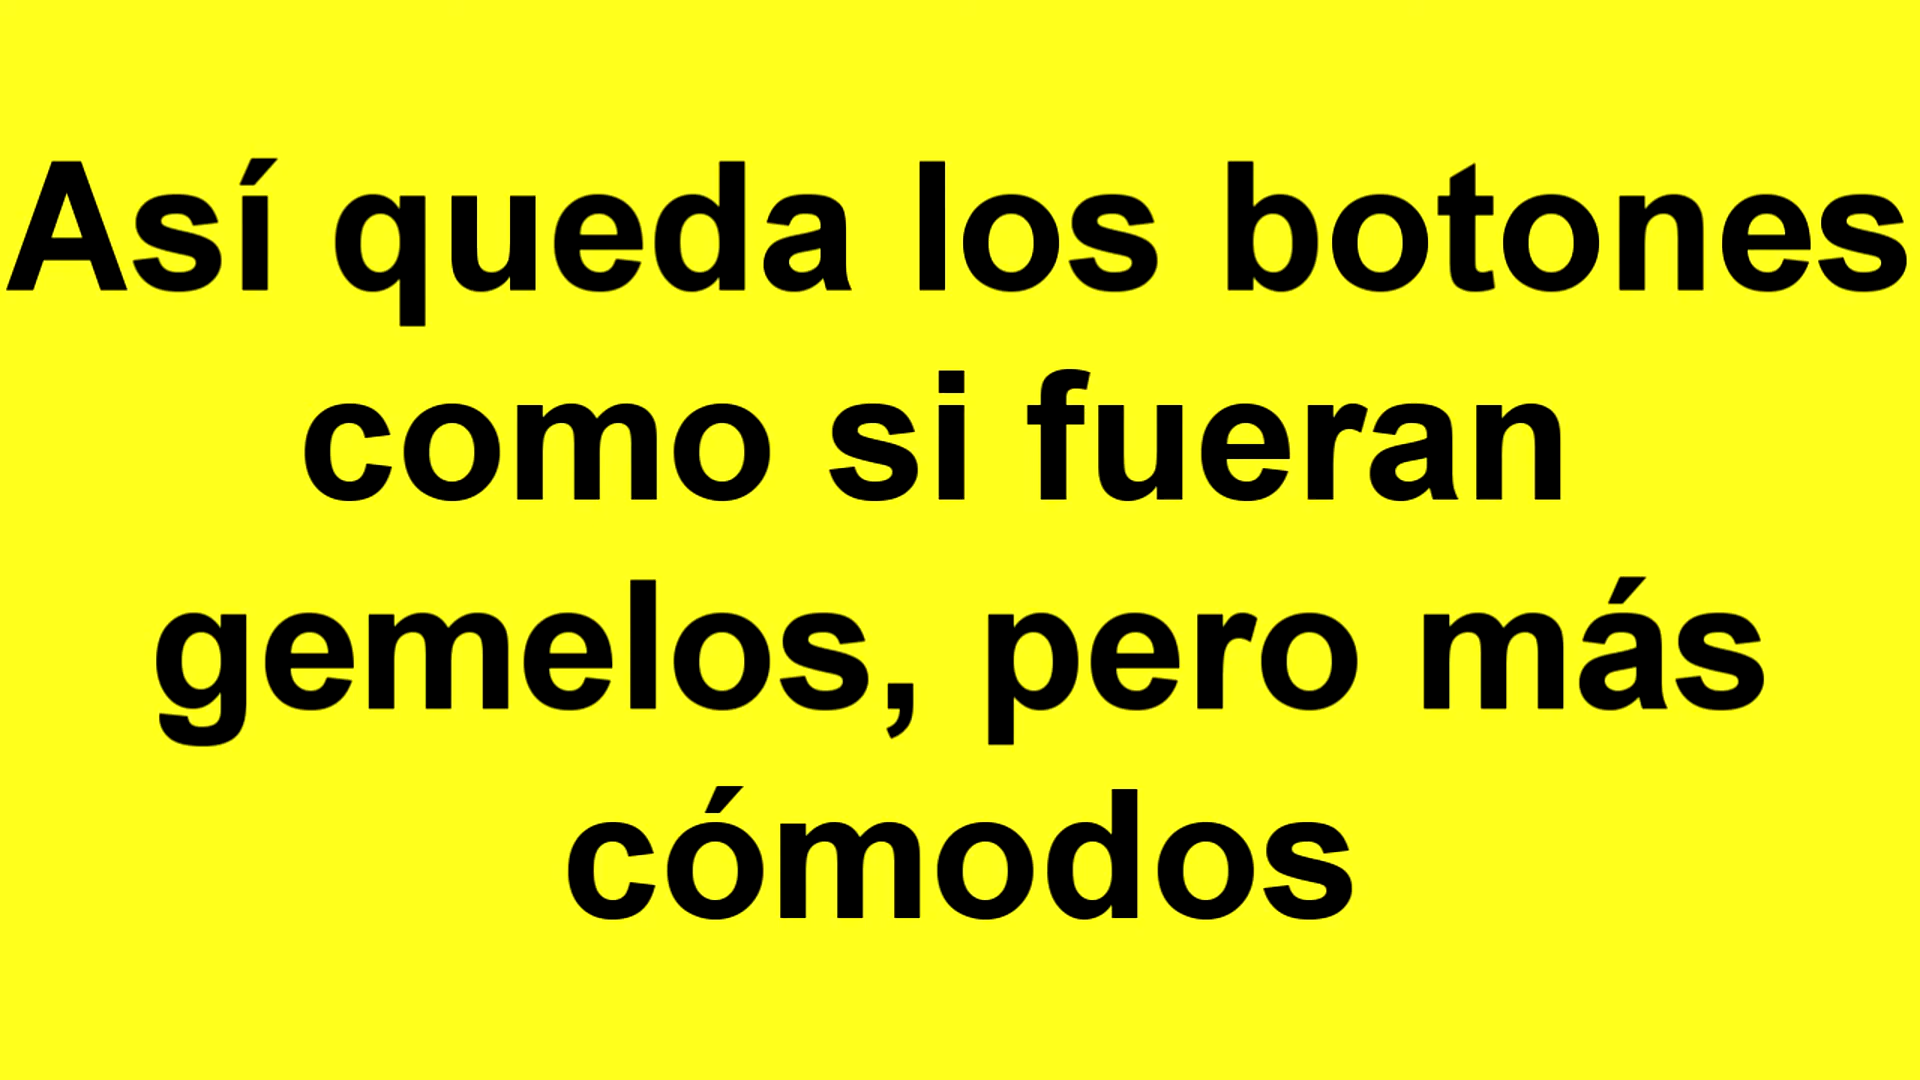 Así queda los botones
como si fueran
gemelos, pero más
cómodos